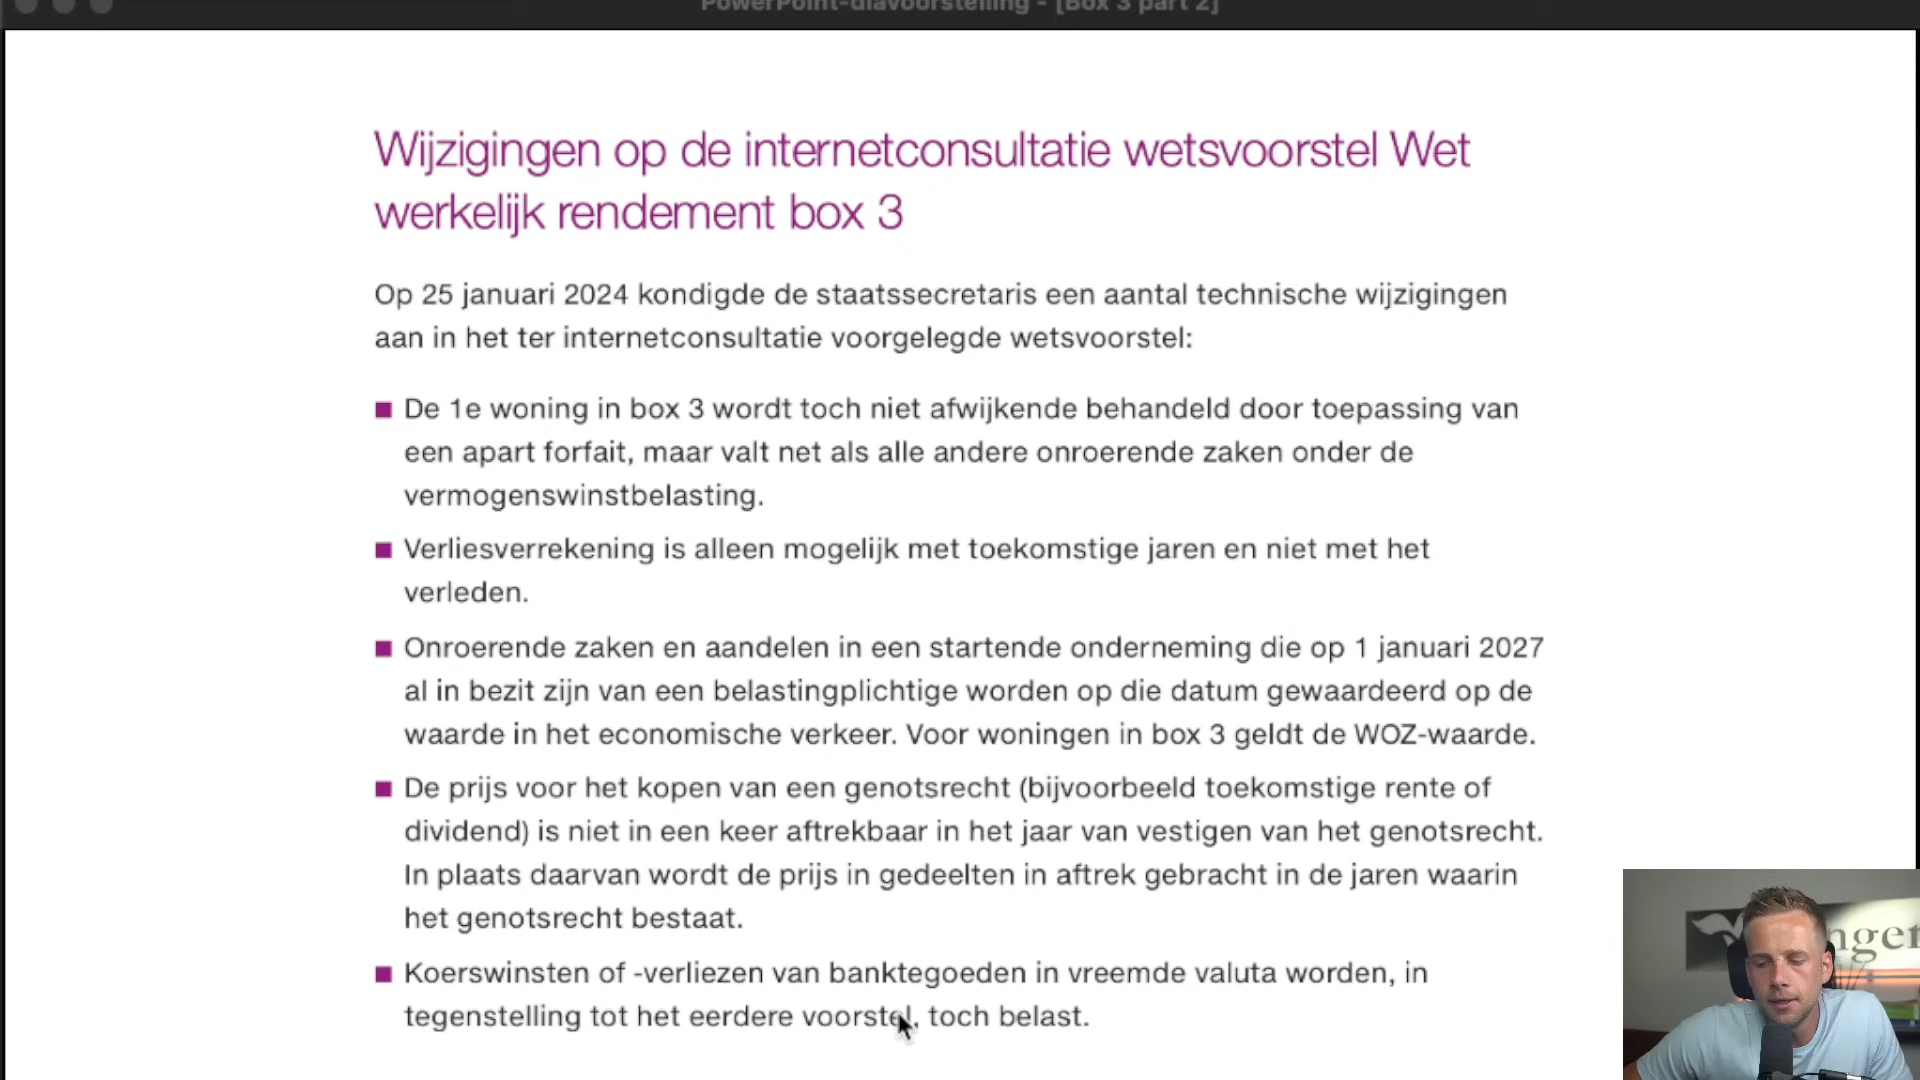 PowerPoint-diavoorstelling - [Box 3 part 2]
Wijzigingen op de internetconsultatie wetsvoorstel Wet
werkelijk rendement box 3
Op 25 januari 2024 kondigde de staatssecretaris een aantal technische wijzigingen
aan in het ter internetconsultatie voorgelegde wetsvoorstel:
De 1e woning in box 3 wordt toch niet afwijkende behandeld door toepassing van
een apart forfait, maar valt net als alle andere onroerende zaken onder de
vermogenswinstbelasting.
Verliesverrekening is alleen mogelijk met toekomstige jaren en niet met het
verleden.
Onroerende zaken en aandelen in een startende onderneming die op 1 januari 2027
al in bezit zijn van een belastingplichtige worden op die datum gewaardeerd op de
waarde in het economische verkeer. Voor woningen in box 3 geldt de WOZ-waarde.
De prijs voor het kopen van een genotsrecht (bijvoorbeeld toekomstige rente of
dividend) is niet in een keer aftrekbaar in het jaar van vestigen van het genotsrecht.
In plaats daarvan wordt de prijs in gedeelten in aftrek gebracht in de jaren waarin
het genotsrecht bestaat.
Koerswinsten of -verliezen van banktegoeden in vreemde valuta worden, in
tegenstelling tot het eerdere voorstel, toch belast.